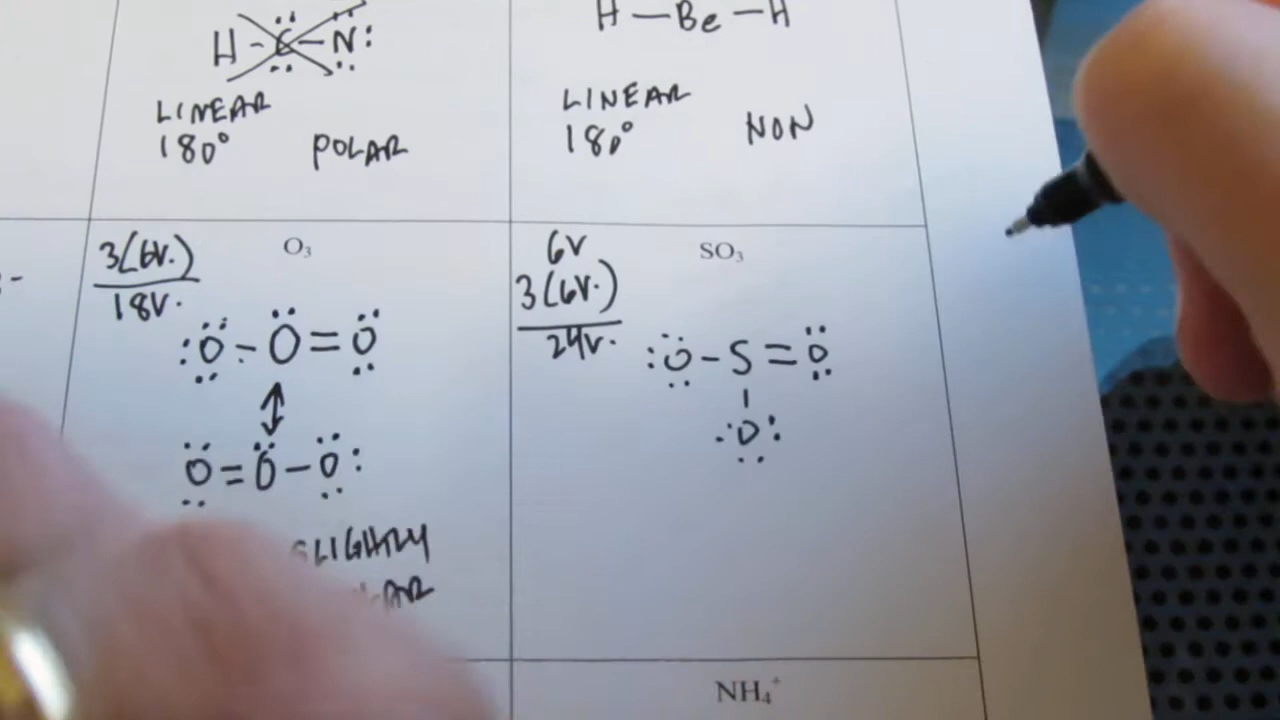 H - C - N:
LINEAR
180° POLAR
H - Be - H
LINEAR
180° NON
3(6V.)
18V.
O₃
:O - O = O
O = O - O:
SLIGHTLY
6V
3(6V.)
24V.
SO₃
:O - S = O
O:
NH₄⁺